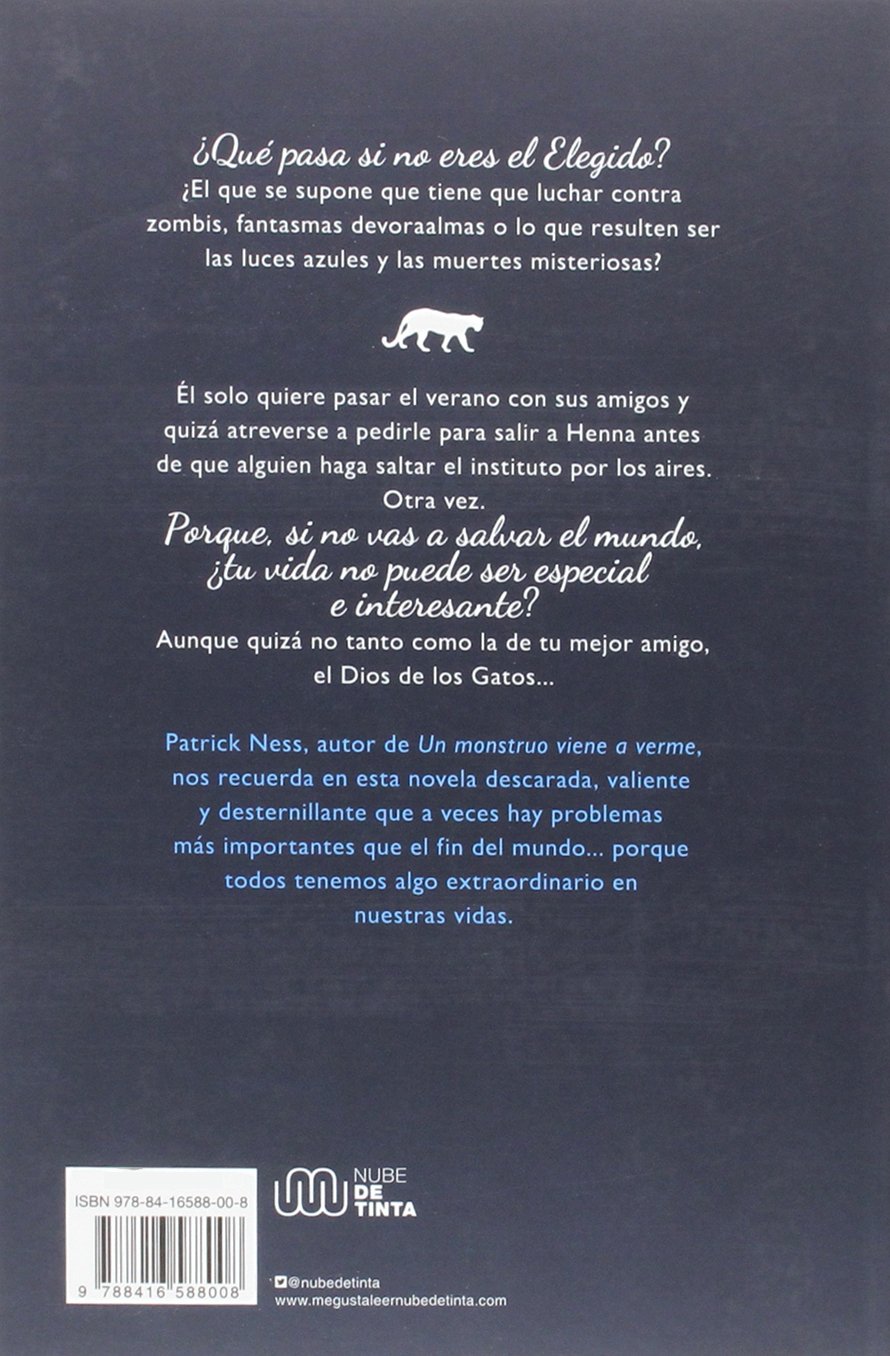 ¿Qué pasa si no eres el Elegido?
¿El que se supone que tiene que luchar contra
zombis, fantasmas devoraalmas o lo que resulten ser
las luces azules y las muertes misteriosas?
Él solo quiere pasar el verano con sus amigos y
quizá atreverse a pedirle para salir a Henna antes
de que alguien haga saltar el instituto por los aires.
Otra vez.
Porque, si no vas a salvar el mundo,
¿tu vida no puede ser especial
e interesante?
Aunque quizá no tanto como la de tu mejor amigo,
el Dios de los Gatos...
Patrick Ness, autor de Un monstruo viene a verme,
nos recuerda en esta novela descarada, valiente
y desternillante que a veces hay problemas
más importantes que el fin del mundo... porque
todos tenemos algo extraordinario en
nuestras vidas.
ISBN 978-84-16588-00-8
9 788416 588008
NUBE
DE
TINTA
@nubedetinta
www.megustaleernubedetinta.com